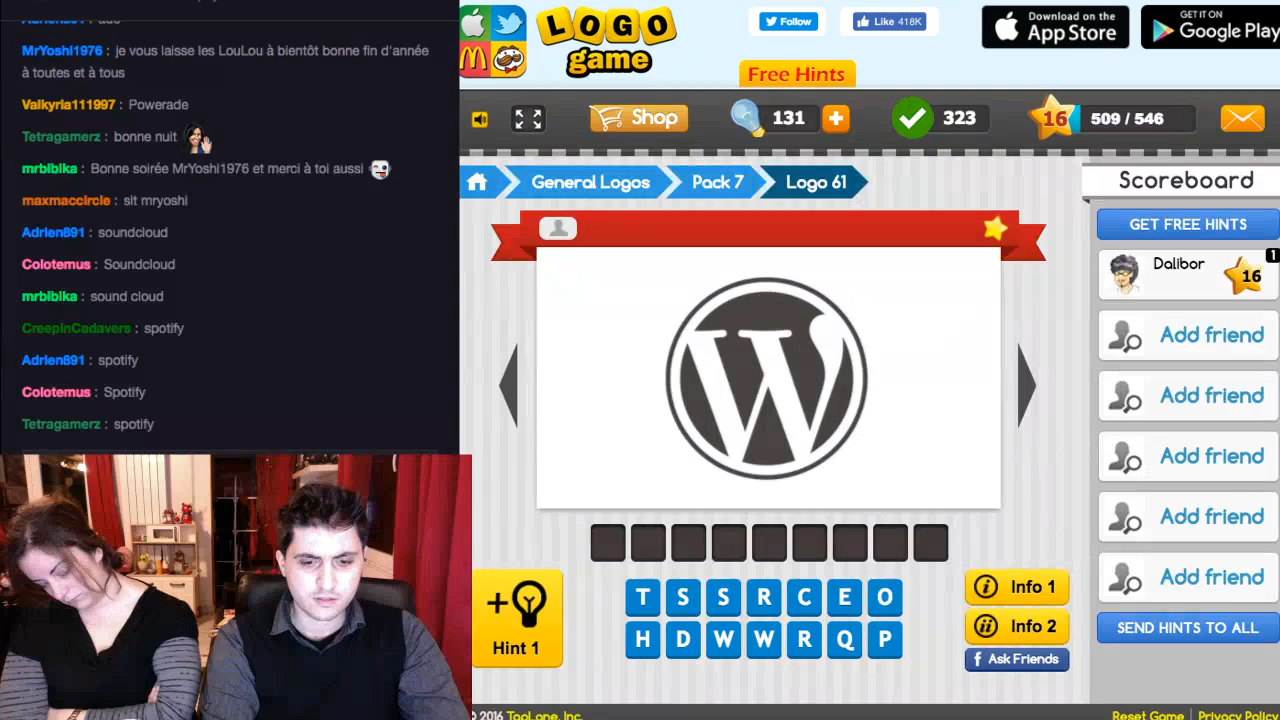 MrYoshi1976 : je vous laisse les LouLou à bientôt bonne fin d'année
à toutes et à tous
Valkyria111997 : Powerade
Tetragamerz : bonne nuit
mrbibika : Bonne soirée MrYoshi1976 et merci à toi aussi
maxmaccircle : sit mryoshi
Adrien891 : soundcloud
Colotemus : Soundcloud
mrbibika : sound cloud
CreepinCadavers : spotify
Adrien891 : spotify
Colotemus : Spotify
Tetragamerz : spotify
LOGO
game
Follow
Like 418K
Download on the
App Store
GET IT ON
Google Play
Free Hints
Shop
131
323
16
509 / 546
General Logos
Pack 7
Logo 61
Scoreboard
GET FREE HINTS
Dalibor
16
1
Add friend
Add friend
Add friend
Add friend
Add friend
SEND HINTS TO ALL
W
T S S R C E O
H D W W R Q P
Hint 1
Info 1
Info 2
Ask Friends
© 2016 TapLane, Inc.
Reset Game | Privacy Policy